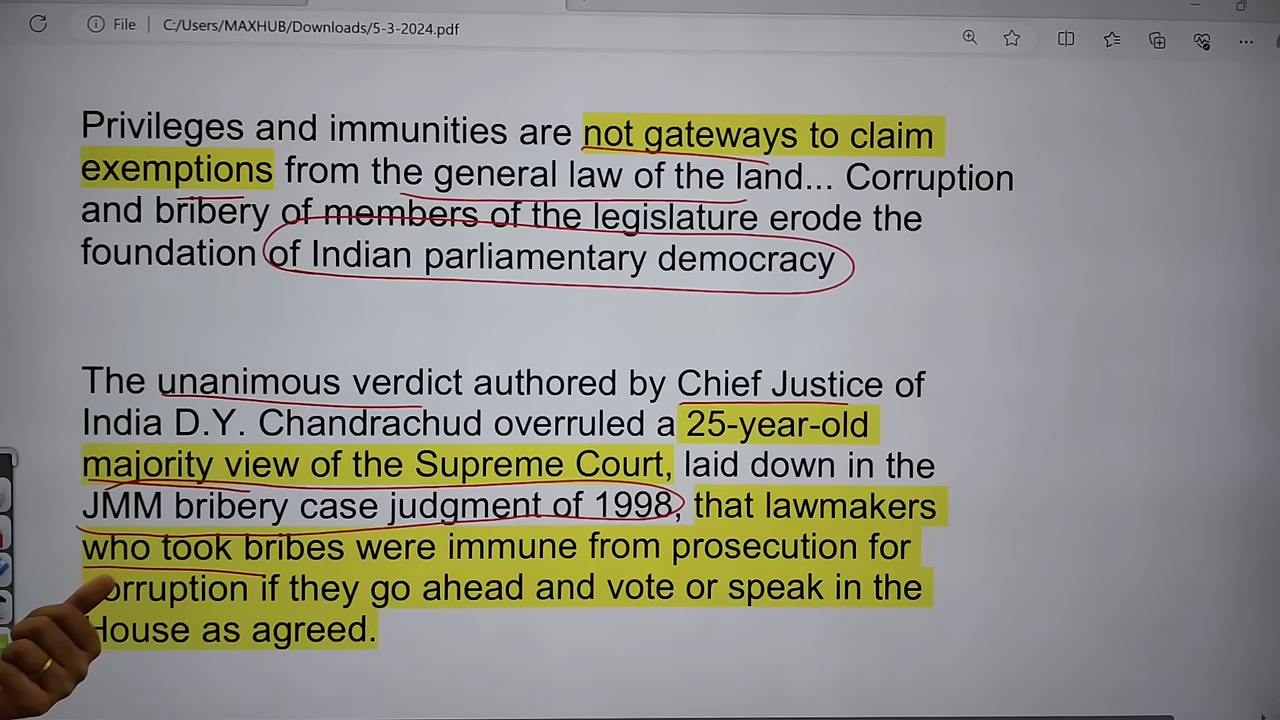 File C:/Users/MAXHUB/Downloads/5-3-2024.pdf
Privileges and immunities are not gateways to claim
exemptions from the general law of the land... Corruption
and bribery of members of the legislature erode the
foundation of Indian parliamentary democracy
The unanimous verdict authored by Chief Justice of
India D.Y. Chandrachud overruled a 25-year-old
majority view of the Supreme Court, laid down in the
JMM bribery case judgment of 1998, that lawmakers
who took bribes were immune from prosecution for
orruption if they go ahead and vote or speak in the
House as agreed.